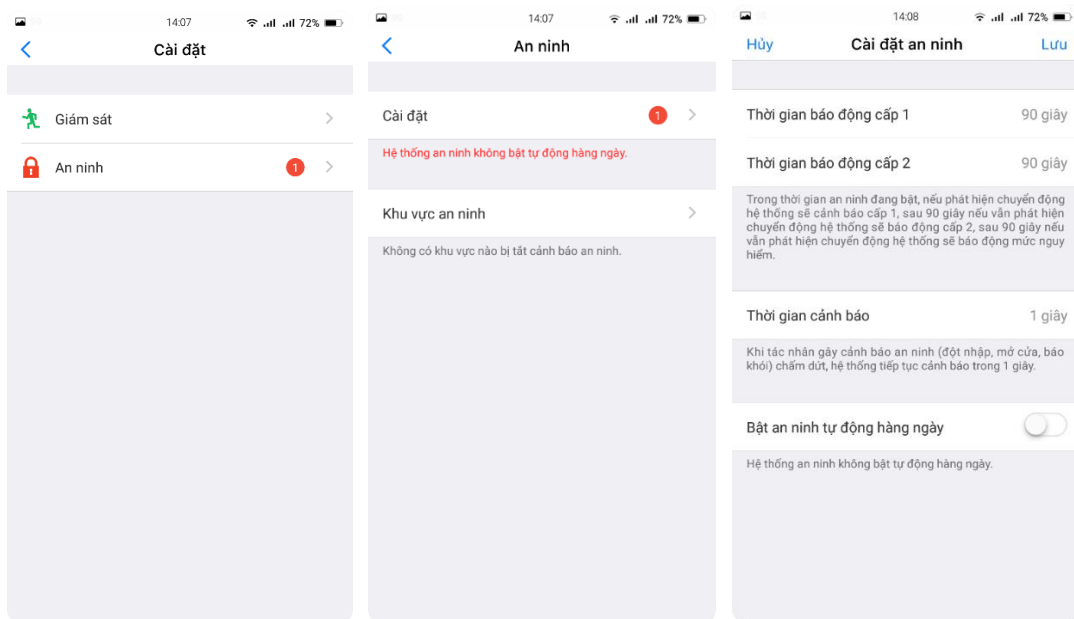 14:07
72%
Cài đặt
Giám sát
An ninh
1
14:07
72%
An ninh
Cài đặt
1
Hệ thống an ninh không bật tự động hàng ngày.
Khu vực an ninh
Không có khu vực nào bị tắt cảnh báo an ninh.
14:08
72%
Hủy
Cài đặt an ninh
Lưu
Thời gian báo động cấp 1
90 giây
Thời gian báo động cấp 2
90 giây
Trong thời gian an ninh đang bật, nếu phát hiện chuyển động
hệ thống sẽ cảnh báo cấp 1, sau 90 giây nếu vẫn phát hiện
chuyển động hệ thống sẽ báo động cấp 2, sau 90 giây nếu
vẫn phát hiện chuyển động hệ thống sẽ báo động mức nguy
hiểm.
Thời gian cảnh báo
1 giây
Khi tác nhân gây cảnh báo an ninh (đột nhập, mở cửa, báo
khói) chấm dứt, hệ thống tiếp tục cảnh báo trong 1 giây.
Bật an ninh tự động hàng ngày
Hệ thống an ninh không bật tự động hàng ngày.